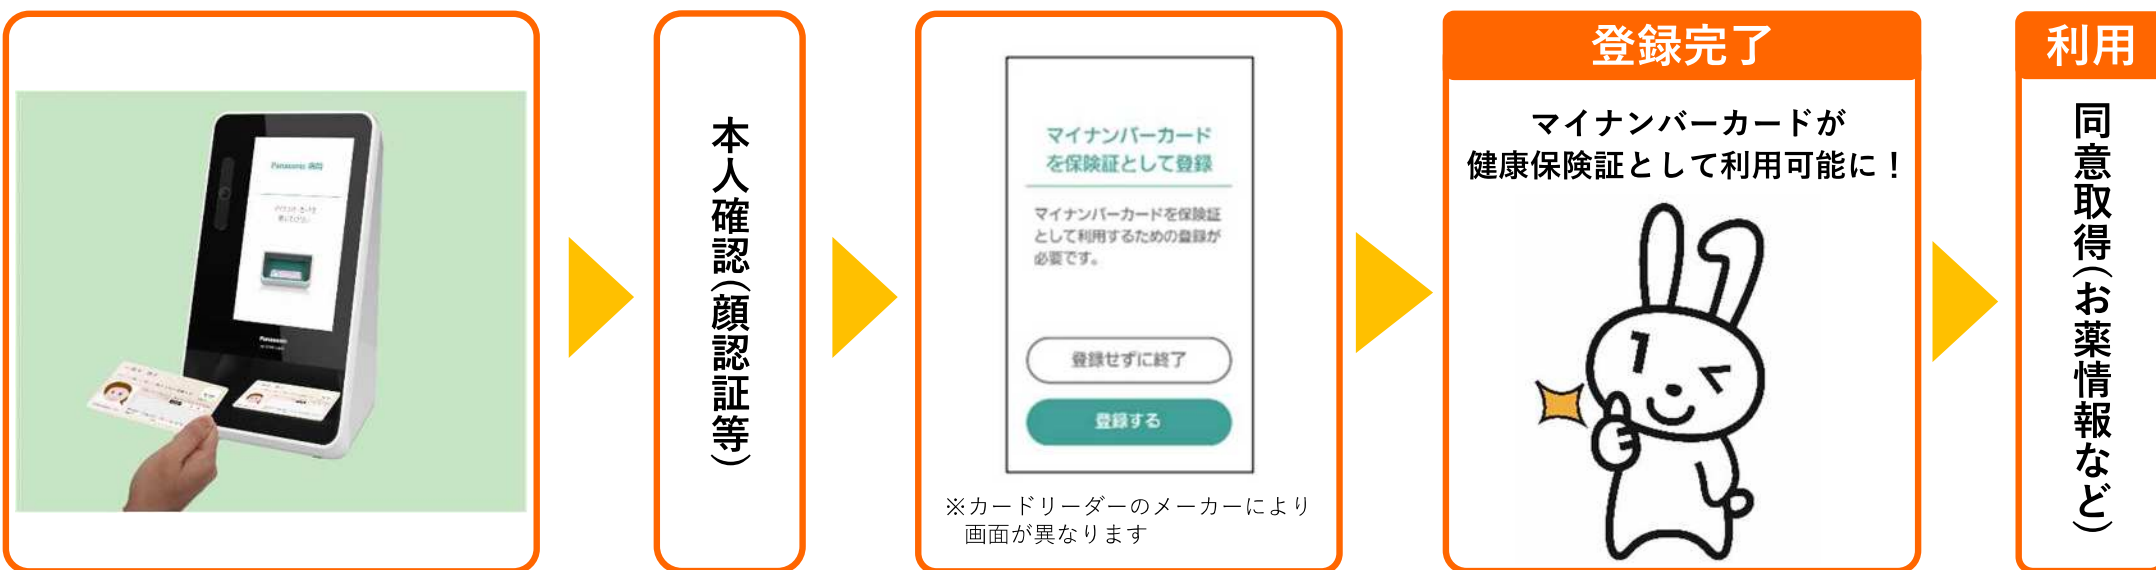 Panasonic 病院
Panasonic
本人確認(顔認証等)
マイナンバーカード
を保険証として登録
マイナンバーカードを保険証
として利用するための登録が
必要です。
登録せずに終了
登録する
※カードリーダーのメーカーにより
画面が異なります
登録完了
マイナンバーカードが
健康保険証として利用可能に！
利用
同意取得(お薬情報など)